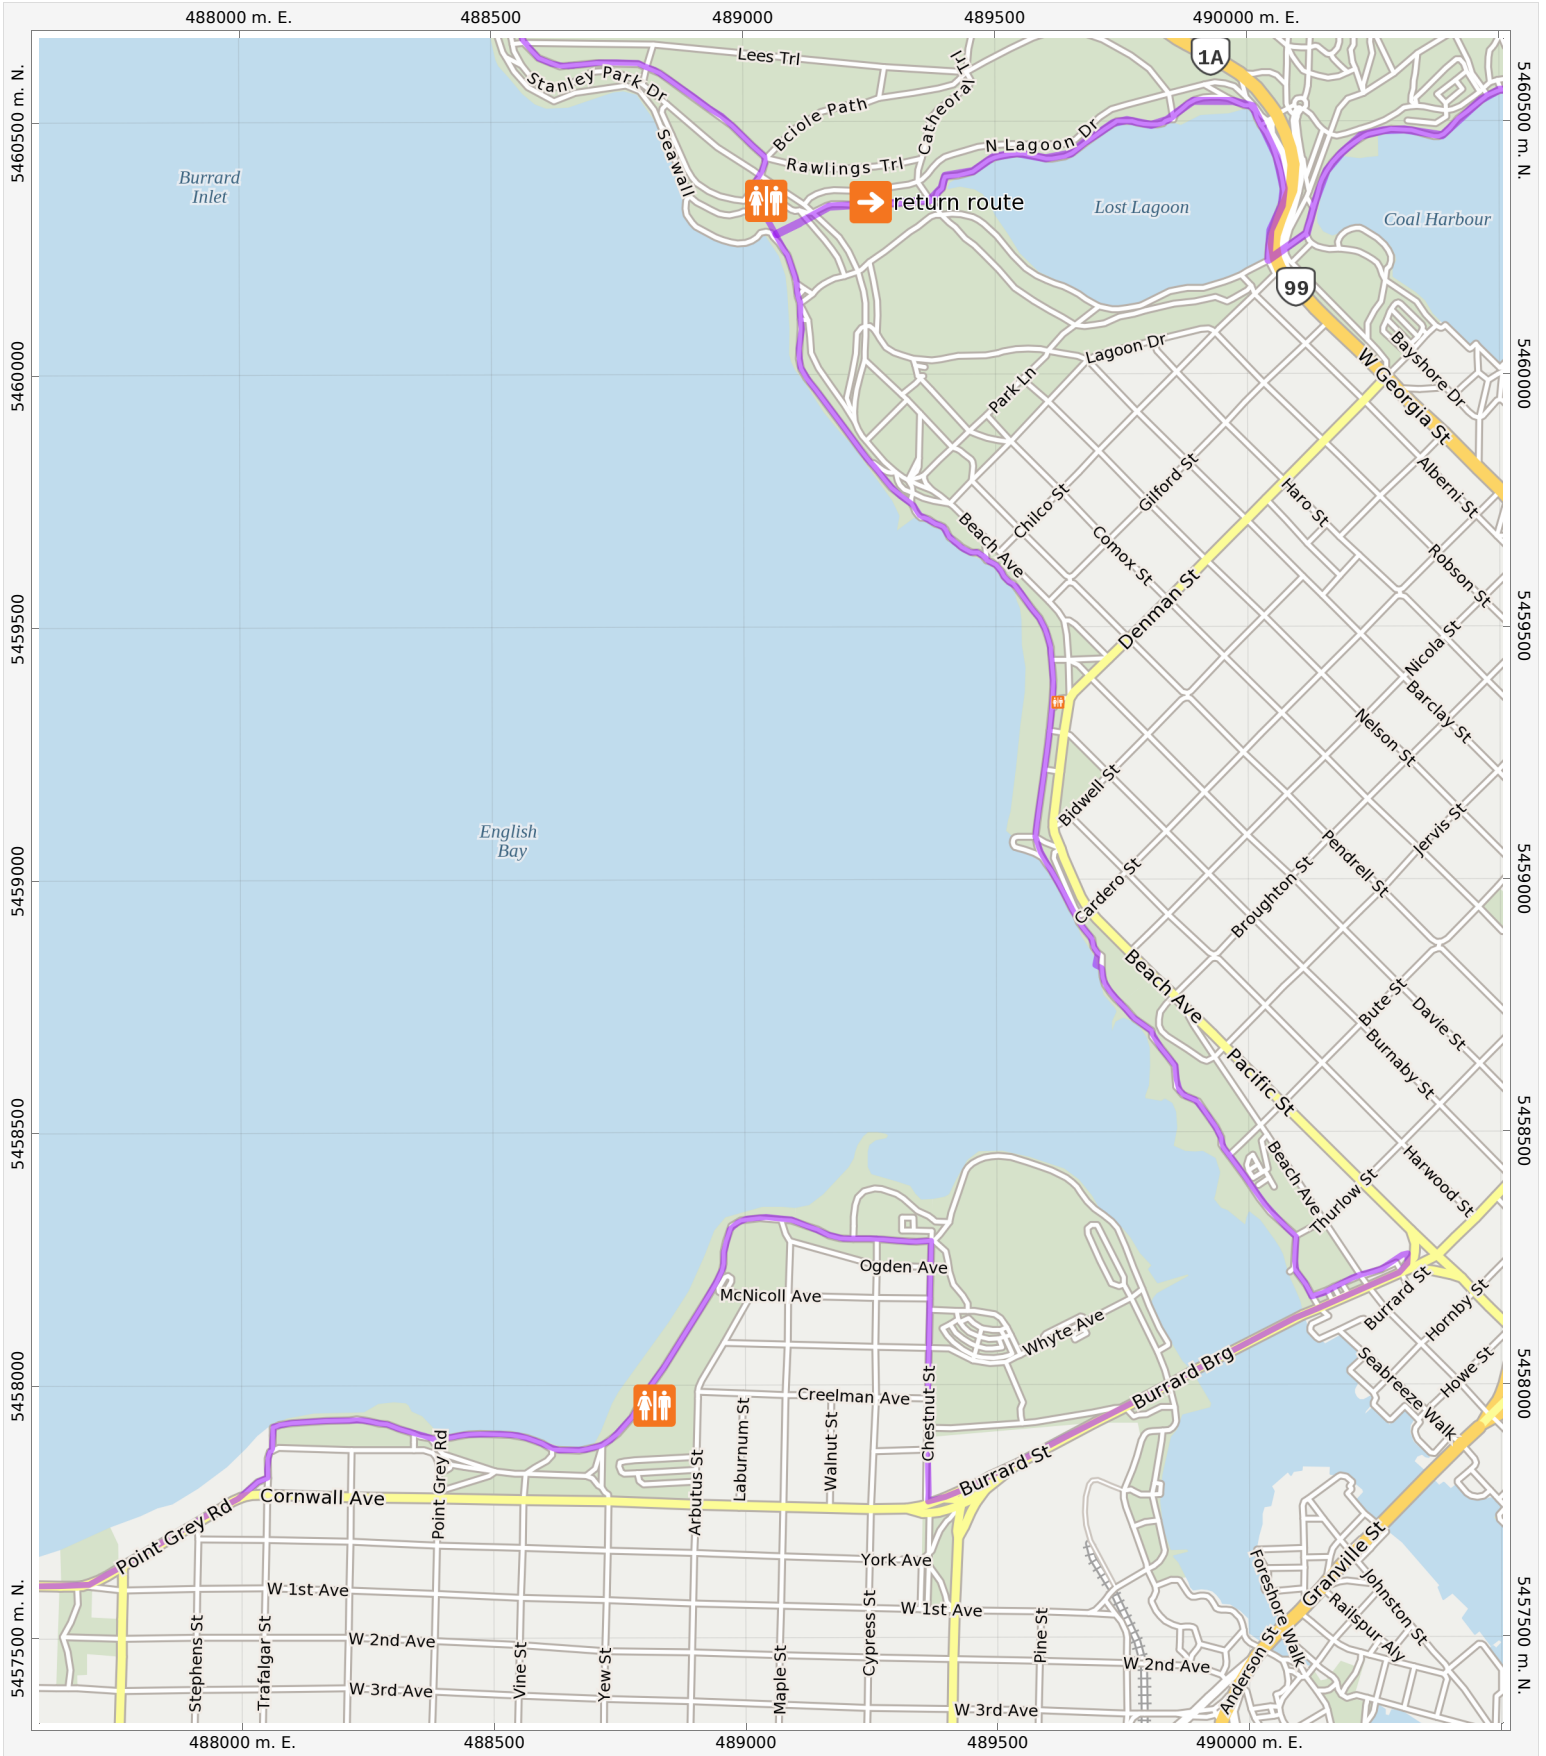 488000 m. E.
488500
489000
489500
490000 m. E.
5460500 m. N.
5460000
5459500
5459000
5458500
5458000
5457500 m. N.
5460500 m. N.
5460000
5459500
5459000
5458500
5458000
5457500 m. N.
1A
Lees Trl
Stanley Park Dr
Bciole Path
Cathedral Trl
N Lagoon Dr
Seawall
Rawlings Trl
Burrard
Inlet
return route
Lost Lagoon
Coal Harbour
99
Lagoon Dr
Bayshore Dr
W Georgia St
Park Ln
Alberni St
Gilford St
Chilco St
Haro St
Beach Ave
Comox St
Robson St
Denman St
Nicola St
Barclay St
Nelson St
Bidwell St
English
Bay
Jervis St
Pendrell St
Cardero St
Broughton St
Beach Ave
Bute St
Davie St
Burnaby St
Pacific St
Harwood St
Beach Ave
Thurlow St
Ogden Ave
McNicoll Ave
Burrard St
Hornby St
Whyte Ave
Burrard Brg
Seabreeze Walk
Howe St
Creelman Ave
Chestnut St
Laburnum St
Walnut St
Arbutus St
Point Grey Rd
Burrard St
Cornwall Ave
Point Grey Rd
Granville St
York Ave
W 1st Ave
W 1st Ave
Foreshore Walk
Johnston St
Railspur Aly
Stephens St
Trafalgar St
W 2nd Ave
Vine St
Yew St
Maple St
Cypress St
Pine St
W 2nd Ave
Anderson St
W 3rd Ave
W 3rd Ave
488000 m. E.
488500
489000
489500
490000 m. E.